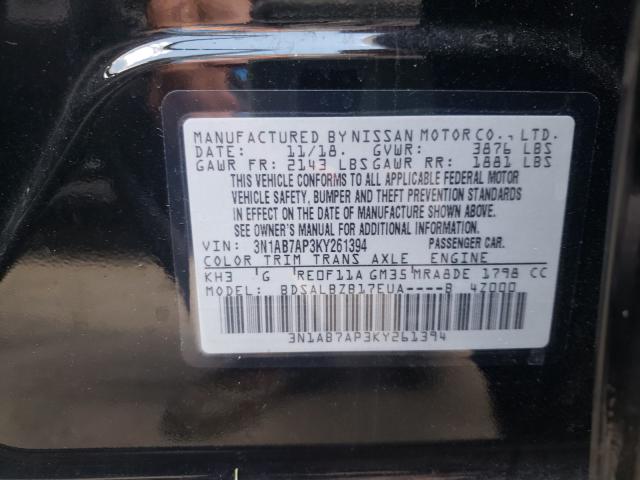 MANUFACTURED BY NISSAN MOTOR CO., LTD.
DATE: 11/18. GVWR: 3876 LBS
GAWR FR: 2143 LBS GAWR RR: 1881 LBS
THIS VEHICLE CONFORMS TO ALL APPLICABLE FEDERAL MOTOR
VEHICLE SAFETY, BUMPER AND THEFT PREVENTION STANDARDS
IN EFFECT ON THE DATE OF MANUFACTURE SHOWN ABOVE.
SEE OWNER'S MANUAL FOR ADDITIONAL INFORMATION.
VIN: 3N1AB7AP3KY261394 PASSENGER CAR.
COLOR TRIM TRANS AXLE ENGINE
KH3 G RE0F11A GM35 MRA8DE 1798 CC
MODEL: BDSALBZB17EUA----B 4Z000
3N1AB7AP3KY261394